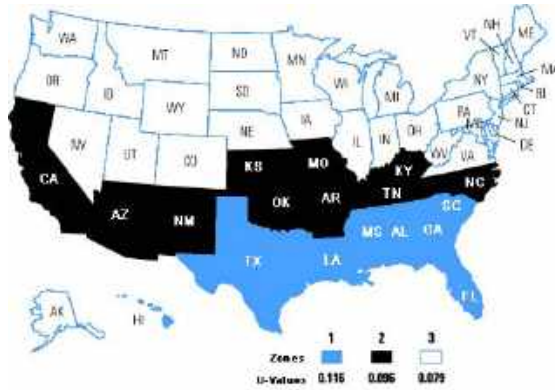 WA
MT
ND
MN
VT
NH
ME
OR
ID
SD
WI
MI
NY
MA
RI
WY
CT
NV
UT
CO
NE
IA
IL
IN
OH
PA
NJ
DE
WV
VA
CA
KS
MO
KY
NC
AZ
NM
OK
AR
TN
SC
TX
LA
MS
AL
GA
FL
AK
HI
1 2 3
Zones
U-Values 0.116 0.096 0.079